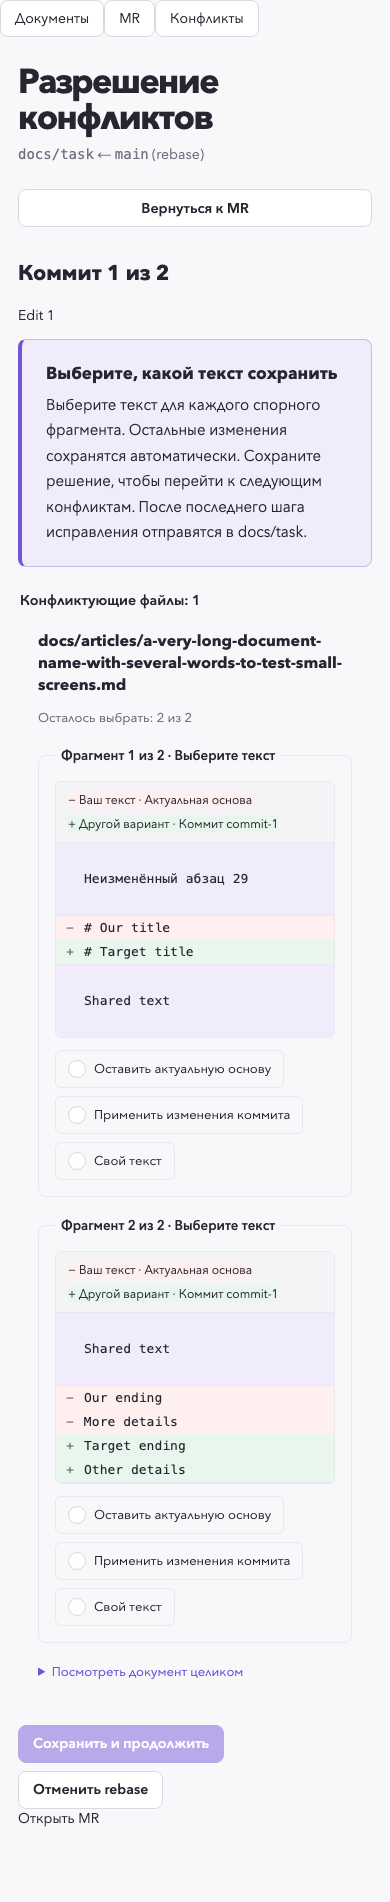 Документы MR Конфликты
Разрешение
конфликтов
docs/task ← main (rebase)
Вернуться к MR
Коммит 1 из 2
Edit 1
Выберите, какой текст сохранить
Выберите текст для каждого спорного
фрагмента. Остальные изменения
сохранятся автоматически. Сохраните
решение, чтобы перейти к следующим
конфликтам. После последнего шага
исправления отправятся в docs/task.
Конфликтующие файлы: 1
docs/articles/a-very-long-document-
name-with-several-words-to-test-small-
screens.md
Осталось выбрать: 2 из 2
Фрагмент 1 из 2 · Выберите текст
− Ваш текст · Актуальная основа
+ Другой вариант · Коммит commit-1
Неизменённый абзац 29
− # Our title
+ # Target title
Shared text
Оставить актуальную основу
Применить изменения коммита
Свой текст
Фрагмент 2 из 2 · Выберите текст
− Ваш текст · Актуальная основа
+ Другой вариант · Коммит commit-1
Shared text
− Our ending
− More details
+ Target ending
+ Other details
Оставить актуальную основу
Применить изменения коммита
Свой текст
Посмотреть документ целиком
Сохранить и продолжить
Отменить rebase
Открыть MR